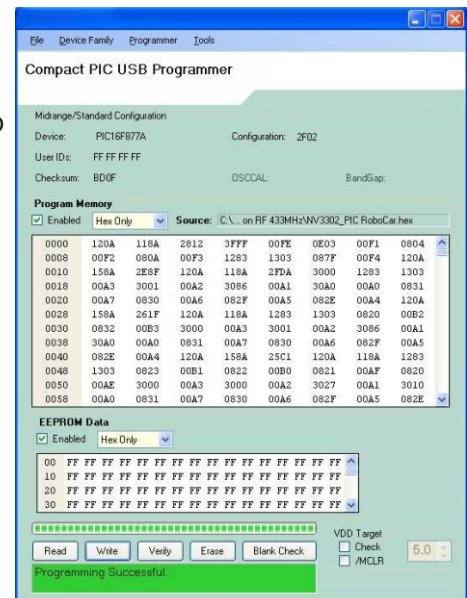 File Device Family Programmer Tools
Compact PIC USB Programmer
Midrange/Standard Configuration
Device: PIC16F877A Configuration: 2F02
User IDs: FF FF FF FF
Checksum: BD0F OSCCAL: BandGap:
Program Memory
Enabled Hex Only Source: C:\... on RF 433MHz\NV3302_PIC RoboCar.hex
0000 120A 118A 2812 3FFF 00FE 0E03 00F1 0804
0008 00F2 080A 00F3 1283 1303 087F 00F4 120A
0010 158A 2E8F 120A 118A 2FDA 3000 1283 1303
0018 00A3 3001 00A2 3086 00A1 30A0 00A0 0831
0020 00A7 0830 00A6 082F 00A5 082E 00A4 120A
0028 158A 261F 120A 118A 1283 1303 0820 00B2
0030 0832 00B3 3000 00A3 3001 00A2 3086 00A1
0038 30A0 00A0 0831 00A7 0830 00A6 082F 00A5
0040 082E 00A4 120A 158A 25C1 120A 118A 1283
0048 1303 0823 00B1 0822 00B0 0821 00AF 0820
0050 00AE 3000 00A3 3000 00A2 3027 00A1 3010
0058 00A0 0831 00A7 0830 00A6 082F 00A5 082E
EEPROM Data
Enabled Hex Only
00 FF FF FF FF FF FF FF FF FF FF FF FF FF FF FF FF
10 FF FF FF FF FF FF FF FF FF FF FF FF FF FF FF FF
20 FF FF FF FF FF FF FF FF FF FF FF FF FF FF FF FF
30 FF FF FF FF FF FF FF FF FF FF FF FF FF FF FF FF
VDD Target
Read Write Verify Erase Blank Check Check 5.0
/MCLR
Programming Successful.